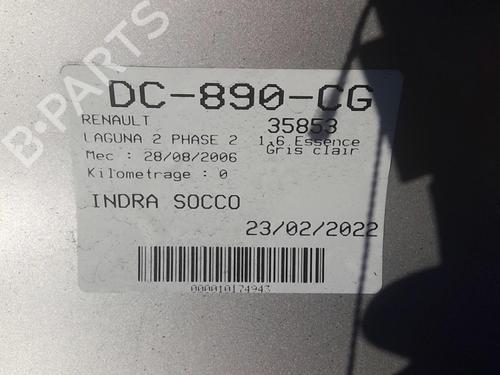 DC-890-CG
RENAULT 35853
LAGUNA 2 PHASE 2 1.6 Essence
Mec : 28/08/2006 Gris clair
Kilometrage : 0
INDRA SOCCO
23/02/2022
000010174943
B-Parts